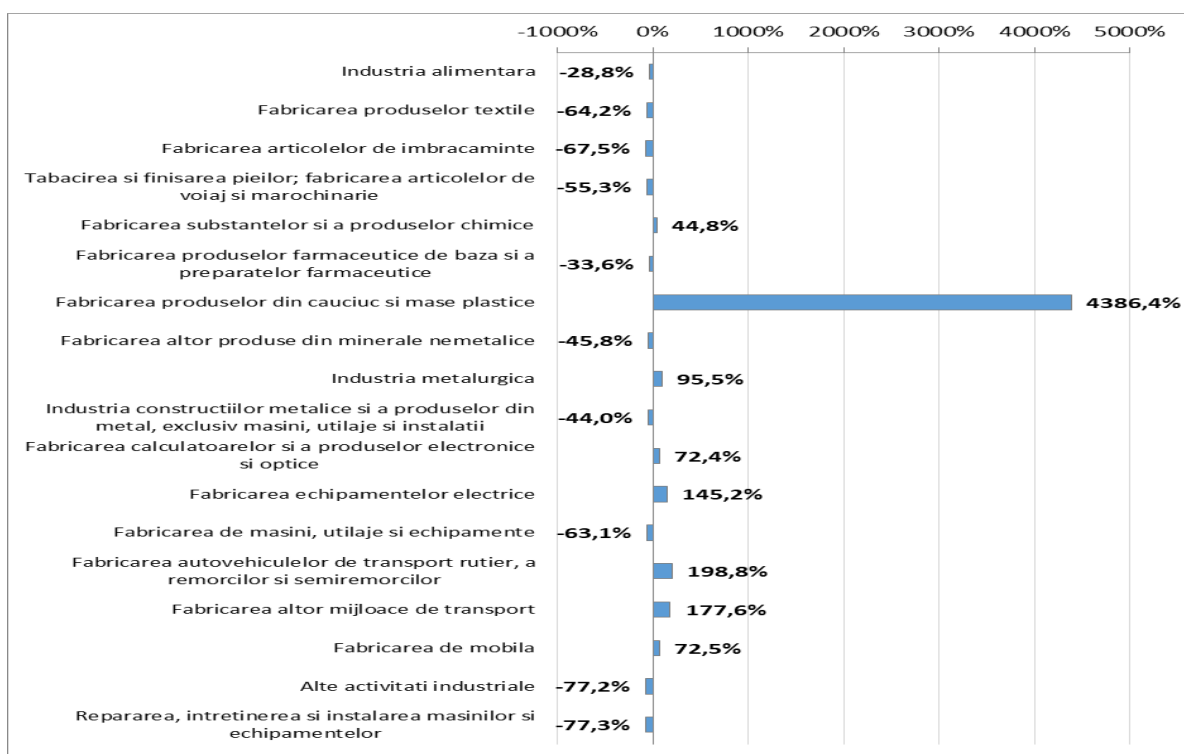 -1000% 0% 1000% 2000% 3000% 4000% 5000%
Industria alimentara -28,8%
Fabricarea produselor textile -64,2%
Fabricarea articolelor de imbracaminte -67,5%
Tabacirea si finisarea pieilor; fabricarea articolelor de
voiaj si marochinarie -55,3%
Fabricarea substantelor si a produselor chimice 44,8%
Fabricarea produselor farmaceutice de baza si a
preparatelor farmaceutice -33,6%
Fabricarea produselor din cauciuc si mase plastice 4386,4%
Fabricarea altor produse din minerale nemetalice -45,8%
Industria metalurgica 95,5%
Industria constructiilor metalice si a produselor din
metal, exclusiv masini, utilaje si instalatii -44,0%
Fabricarea calculatoarelor si a produselor electronice
si optice 72,4%
Fabricarea echipamentelor electrice 145,2%
Fabricarea de masini, utilaje si echipamente -63,1%
Fabricarea autovehiculelor de transport rutier, a
remorcilor si semiremorcilor 198,8%
Fabricarea altor mijloace de transport 177,6%
Fabricarea de mobila 72,5%
Alte activitati industriale -77,2%
Repararea, intretinerea si instalarea masinilor si
echipamentelor -77,3%